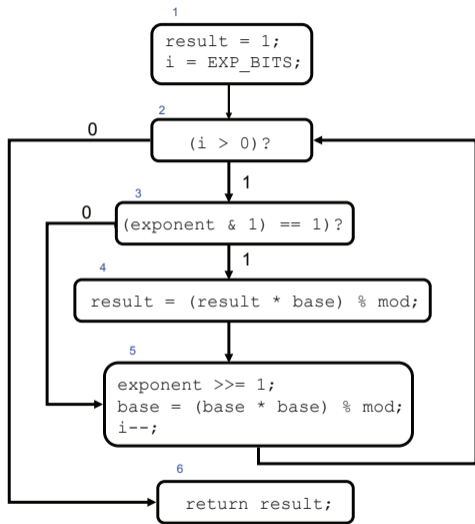 1
result = 1;
i = EXP_BITS;
2
0
(i > 0)?
1
3
0
(exponent & 1) == 1)?
1
4
result = (result * base) % mod;
5
exponent >>= 1;
base = (base * base) % mod;
i--;
6
return result;